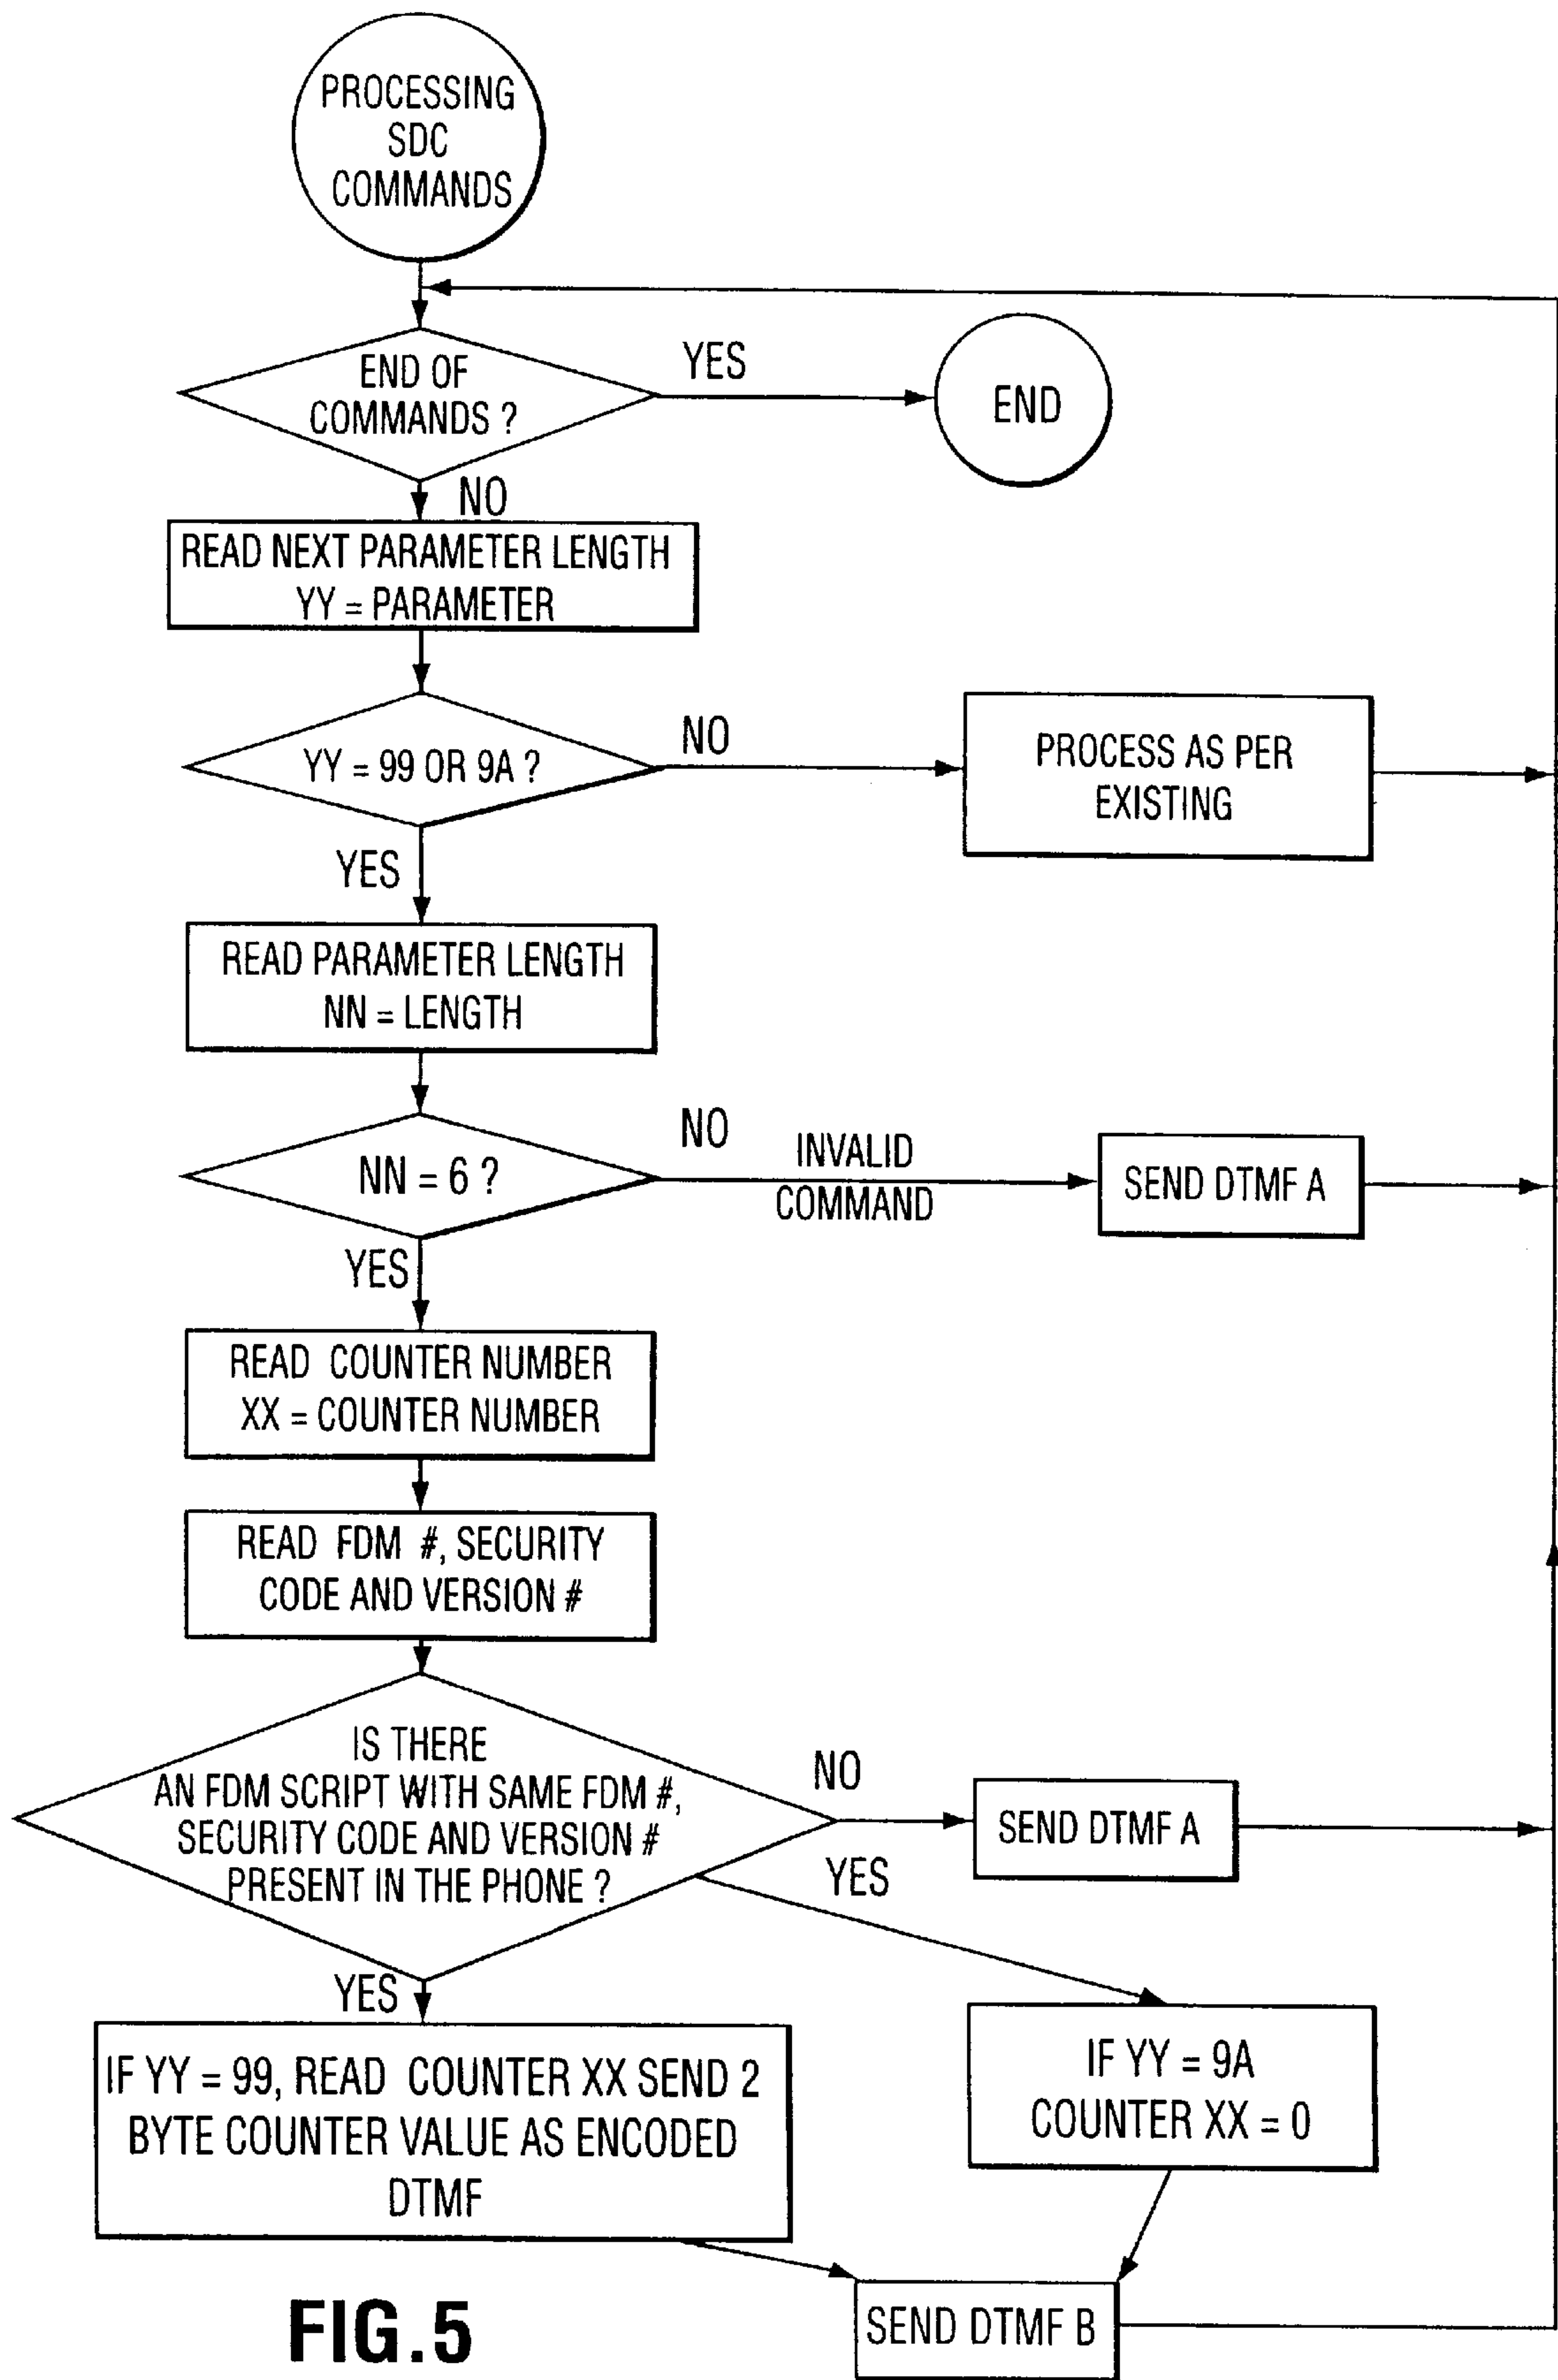 PROCESSING
SDC
COMMANDS
END OF
COMMANDS ?
YES
END
NO
READ NEXT PARAMETER LENGTH
YY = PARAMETER
YY = 99 OR 9A ?
NO
PROCESS AS PER
EXISTING
YES
READ PARAMETER LENGTH
NN = LENGTH
NN = 6 ?
NO
INVALID
COMMAND
SEND DTMF A
YES
READ COUNTER NUMBER
XX = COUNTER NUMBER
READ FDM #, SECURITY
CODE AND VERSION #
IS THERE
AN FDM SCRIPT WITH SAME FDM #,
SECURITY CODE AND VERSION #
PRESENT IN THE PHONE ?
NO
SEND DTMF A
YES
YES
IF YY = 99, READ COUNTER XX SEND 2
BYTE COUNTER VALUE AS ENCODED
DTMF
IF YY = 9A
COUNTER XX = 0
SEND DTMF B
FIG.5